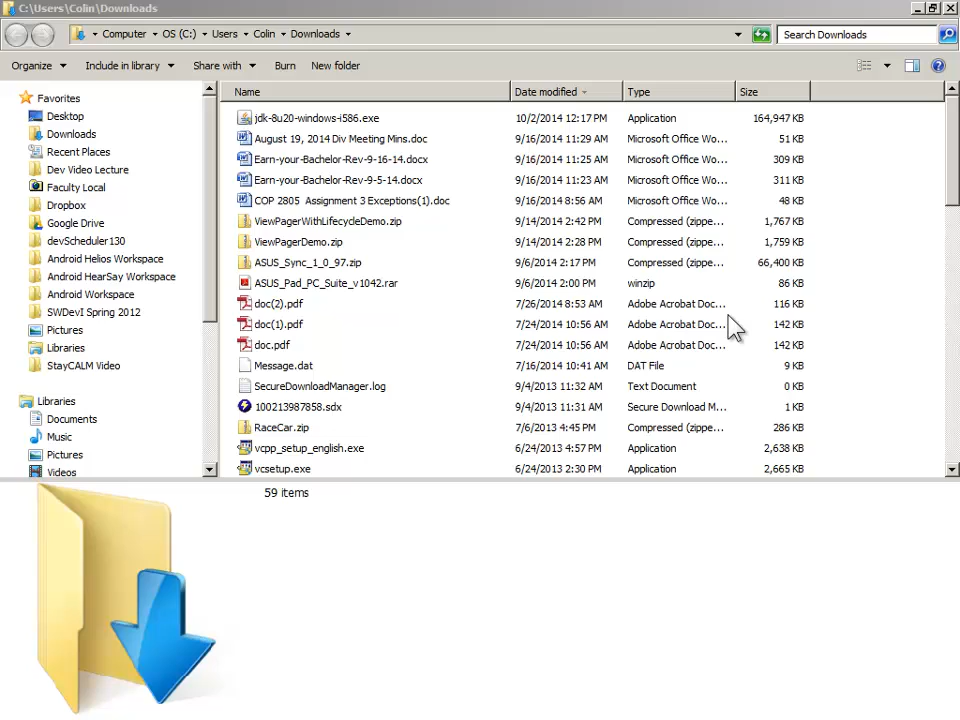 C:\Users\Colin\Downloads
Computer OS (C:) Users Colin Downloads Search Downloads
Organize Include in library Share with Burn New folder
Name Date modified Type Size
Favorites
Desktop
Downloads
Recent Places
Dev Video Lecture
Faculty Local
Dropbox
Google Drive
devScheduler130
Android Helios Workspace
Android HearSay Workspace
Android Workspace
SWDevI Spring 2012
Pictures
Libraries
StayCALM Video
Libraries
Documents
Music
Pictures
Videos
jdk-8u20-windows-i586.exe 10/2/2014 12:17 PM Application 164,947 KB
August 19, 2014 Div Meeting Mins.doc 9/16/2014 11:29 AM Microsoft Office Wo... 51 KB
Earn-your-Bachelor-Rev-9-16-14.docx 9/16/2014 11:25 AM Microsoft Office Wo... 309 KB
Earn-your-Bachelor-Rev-9-5-14.docx 9/16/2014 11:23 AM Microsoft Office Wo... 311 KB
COP 2805 Assignment 3 Exceptions(1).doc 9/16/2014 8:56 AM Microsoft Office Wo... 48 KB
ViewPagerWithLifecycleDemo.zip 9/14/2014 2:42 PM Compressed (zippe... 1,767 KB
ViewPagerDemo.zip 9/14/2014 2:28 PM Compressed (zippe... 1,759 KB
ASUS_Sync_1_0_97.zip 9/6/2014 2:17 PM Compressed (zippe... 66,400 KB
ASUS_Pad_PC_Suite_v1042.rar 9/6/2014 2:00 PM winzip 86 KB
doc(2).pdf 7/26/2014 8:53 AM Adobe Acrobat Doc... 116 KB
doc(1).pdf 7/24/2014 10:56 AM Adobe Acrobat Doc... 142 KB
doc.pdf 7/24/2014 10:56 AM Adobe Acrobat Doc... 142 KB
Message.dat 7/16/2014 10:41 AM DAT File 9 KB
SecureDownloadManager.log 9/4/2013 11:32 AM Text Document 0 KB
100213987858.sdx 9/4/2013 11:31 AM Secure Download M... 1 KB
RaceCar.zip 7/6/2013 4:45 PM Compressed (zippe... 286 KB
vcpp_setup_english.exe 6/24/2013 4:57 PM Application 2,638 KB
vcsetup.exe 6/24/2013 2:30 PM Application 2,665 KB
59 items